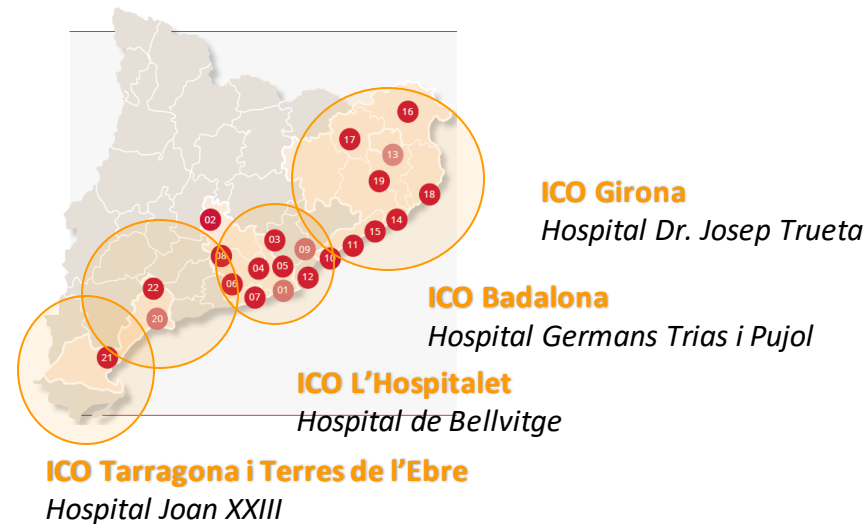 16
17
13
19
18
02
14
15
03
09
11
08
10
04
05
12
06
07
01
22
20
21
ICO Girona
Hospital Dr. Josep Trueta
ICO Badalona
Hospital Germans Trias i Pujol
ICO L’Hospitalet
Hospital de Bellvitge
ICO Tarragona i Terres de l’Ebre
Hospital Joan XXIII